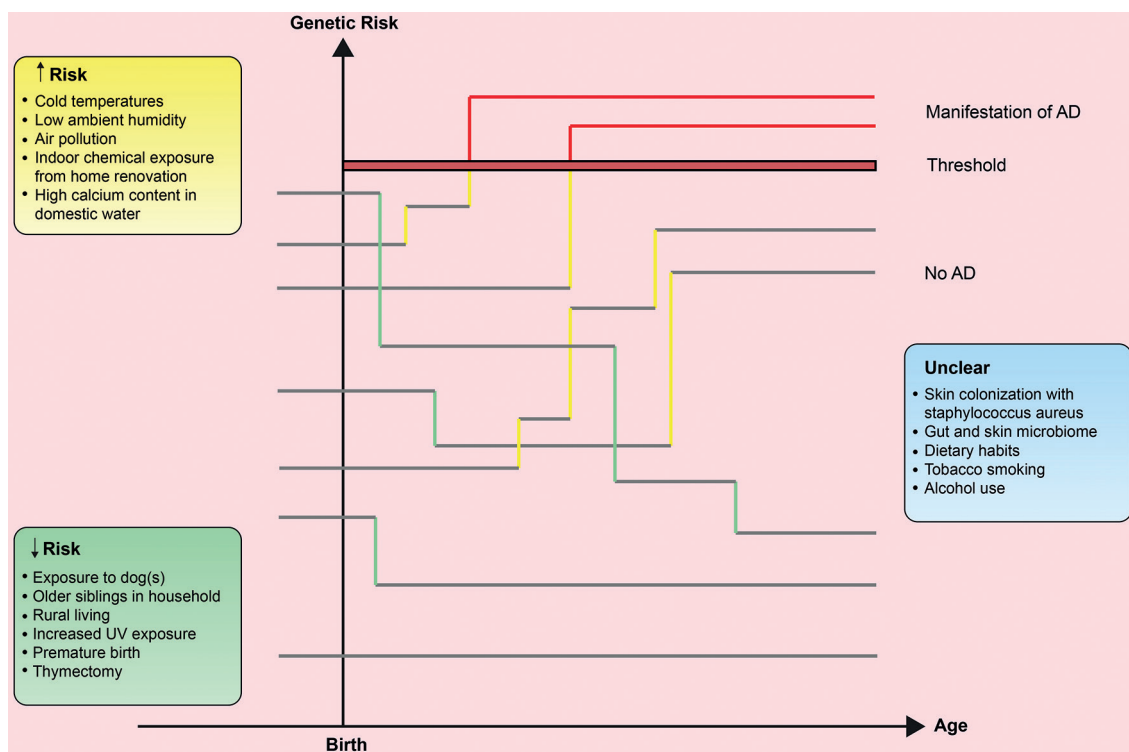 Genetic Risk
↑ Risk
• Cold temperatures
• Low ambient humidity
• Air pollution
• Indoor chemical exposure
from home renovation
• High calcium content in
domestic water
Manifestation of AD
Threshold
No AD
Unclear
• Skin colonization with
staphylococcus aureus
• Gut and skin microbiome
• Dietary habits
• Tobacco smoking
• Alcohol use
↓ Risk
• Exposure to dog(s)
• Older siblings in household
• Rural living
• Increased UV exposure
• Premature birth
• Thymectomy
Age
Birth